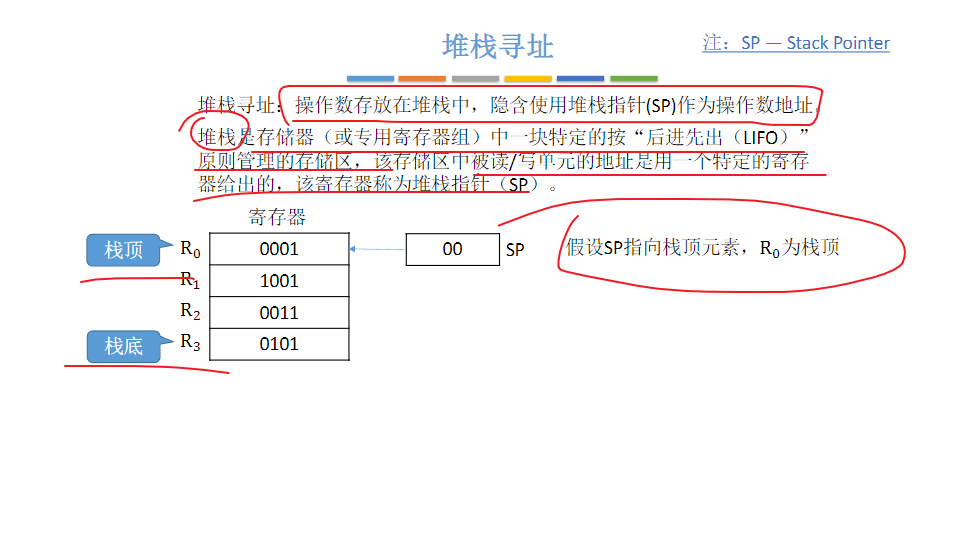 堆栈寻址
注：SP — Stack Pointer
堆栈寻址：操作数存放在堆栈中，隐含使用堆栈指针(SP)作为操作数地址。
堆栈是存储器（或专用寄存器组）中一块特定的按“后进先出（LIFO）”
原则管理的存储区，该存储区中被读/写单元的地址是用一个特定的寄存
器给出的，该寄存器称为堆栈指针（SP）。
寄存器
栈顶 R₀ 0001 00 SP 假设SP指向栈顶元素，R₀为栈顶
R₁ 1001
R₂ 0011
栈底 R₃ 0101